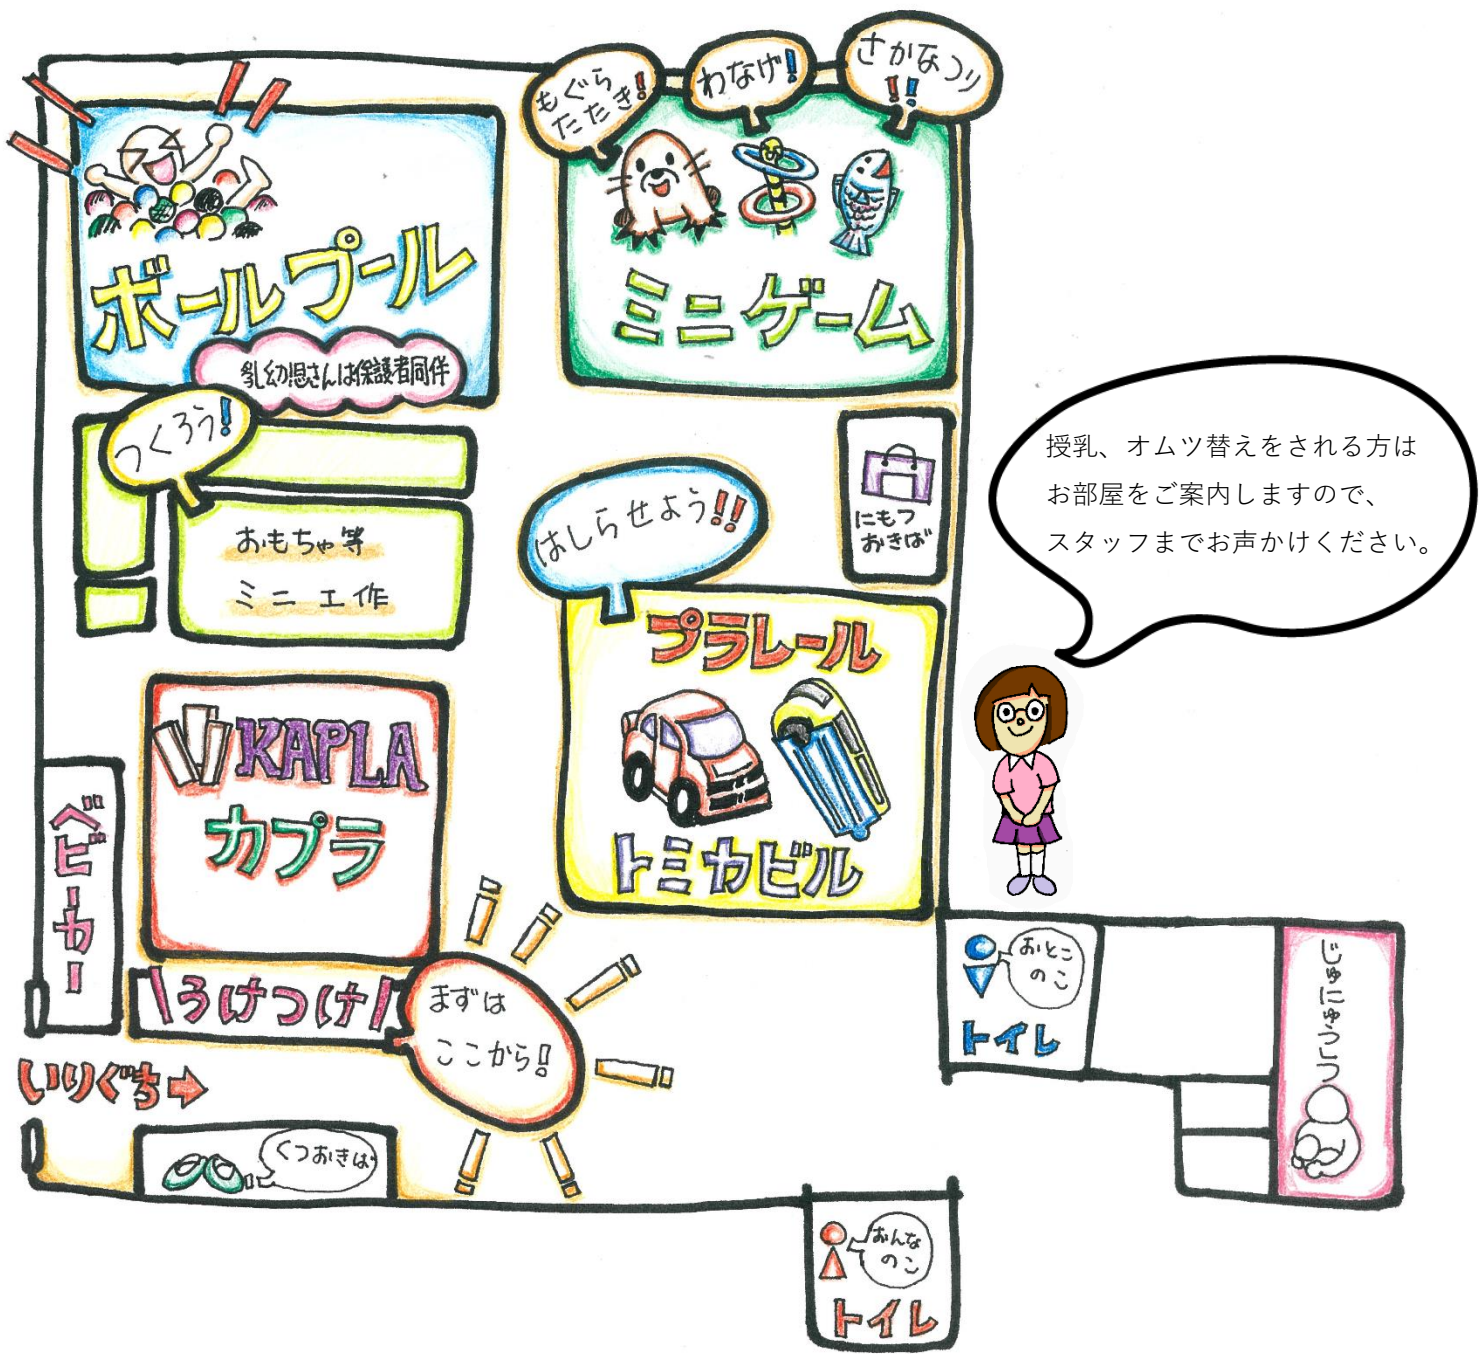 もぐら
たたき!
わなげ!
さかなつり
!!
ボールプール
乳幼児さんは保護者同伴
ミニゲーム
つくろう!
おもちゃ等
ミニ工作
にもつ
おきば
はしらせよう!!
プラレール
トミカビル
授乳、オムツ替えをされる方は
お部屋をご案内しますので、
スタッフまでお声かけください。
KAPLA
カプラ
ベビーカー
\うけつけ/
まずは
ここから!
いりぐち→
くつおきば
おとこ
のこ
トイレ
じゅにゅうしつ
おんな
のこ
トイレ